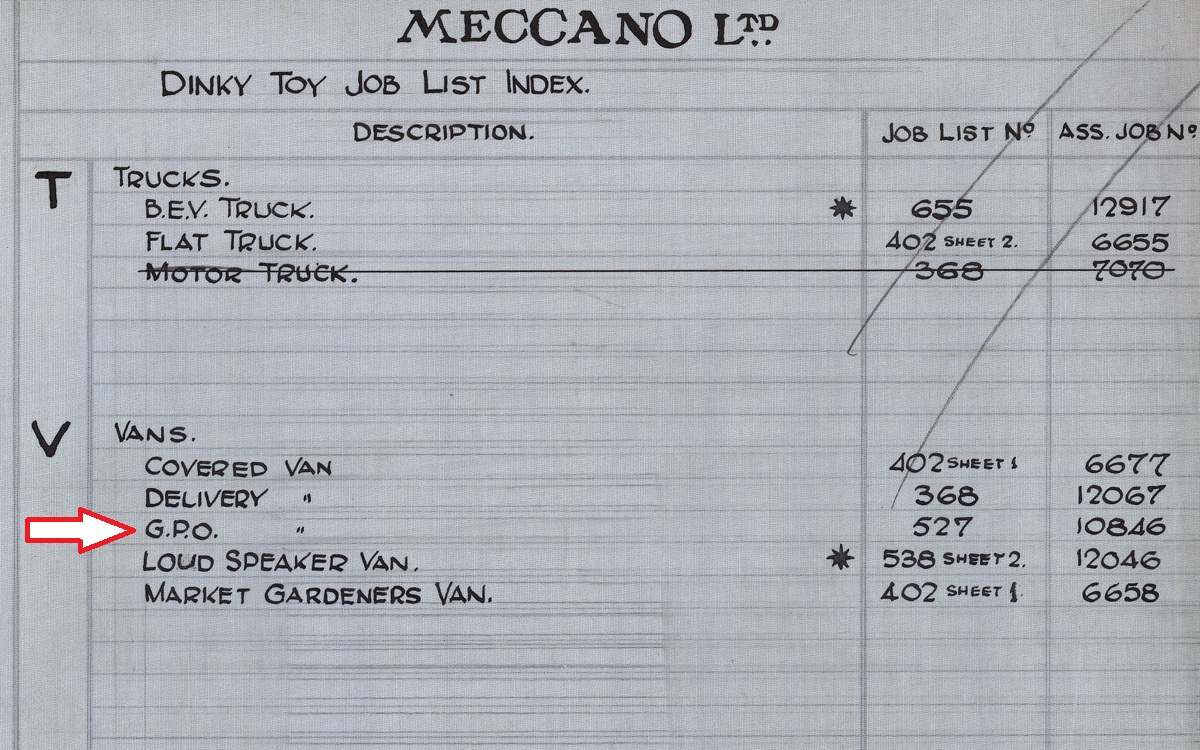 MECCANO LTD.
DINKY TOY JOB LIST INDEX.
DESCRIPTION. JOB LIST No ASS. JOB No
T TRUCKS.
B.E.V. TRUCK. ✷ 655 12917
FLAT TRUCK. 402 SHEET 2. 6655
MOTOR TRUCK. 368 7070
V VANS.
COVERED VAN 402 SHEET 1 6677
DELIVERY " 368 12067
G.P.O. " 527 10846
LOUD SPEAKER VAN. ✷ 538 SHEET 2. 12046
MARKET GARDENERS VAN. 402 SHEET 1. 6658